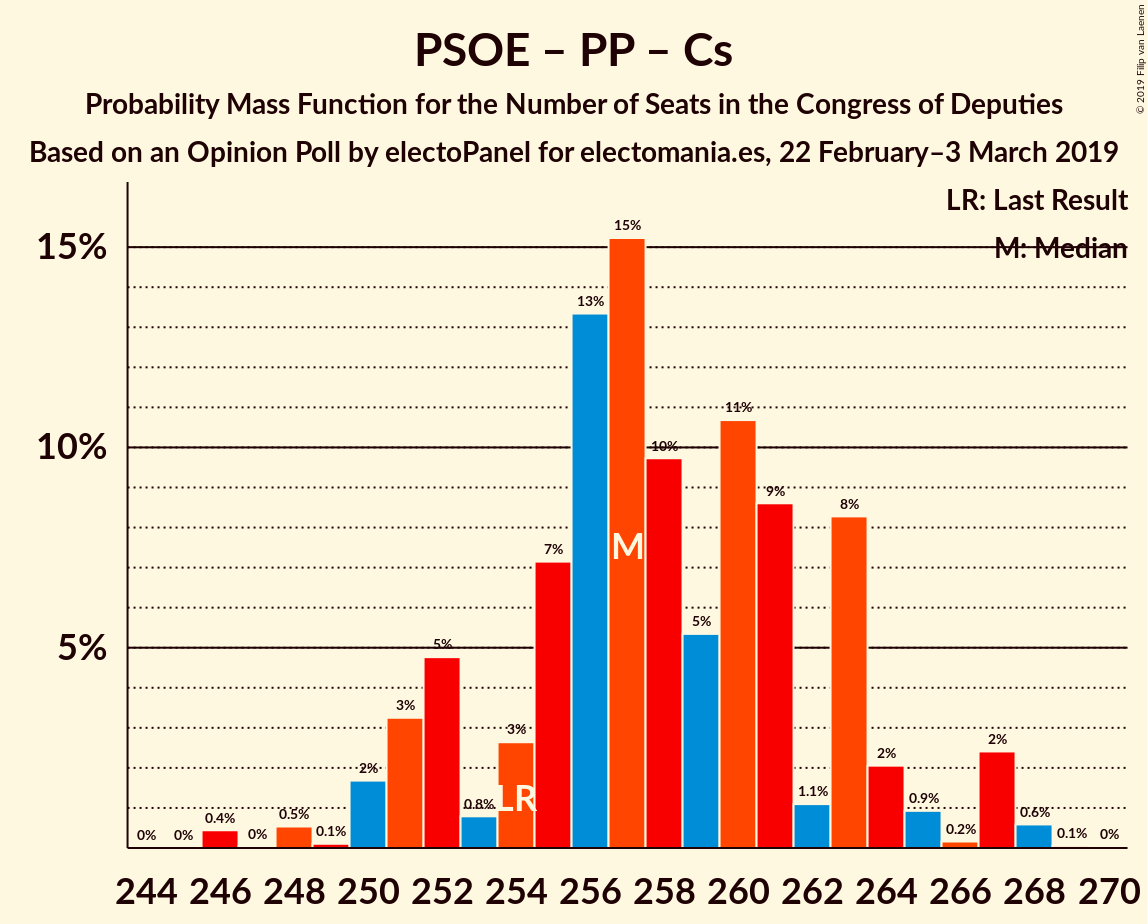 PSOE – PP – Cs
Probability Mass Function for the Number of Seats in the Congress of Deputies
Based on an Opinion Poll by electoPanel for electomania.es, 22 February–3 March 2019
© 2019 Filip van Laenen
LR: Last Result
M: Median
15%
10%
5%
0% 0% 0.4% 0% 0.5% 0.1% 2% 3% 5% 0.8% 3% 7% 13% 15% 10% 5% 11% 9% 1.1% 8% 2% 0.9% 0.2% 2% 0.6% 0.1% 0%
M
LR
244 246 248 250 252 254 256 258 260 262 264 266 268 270